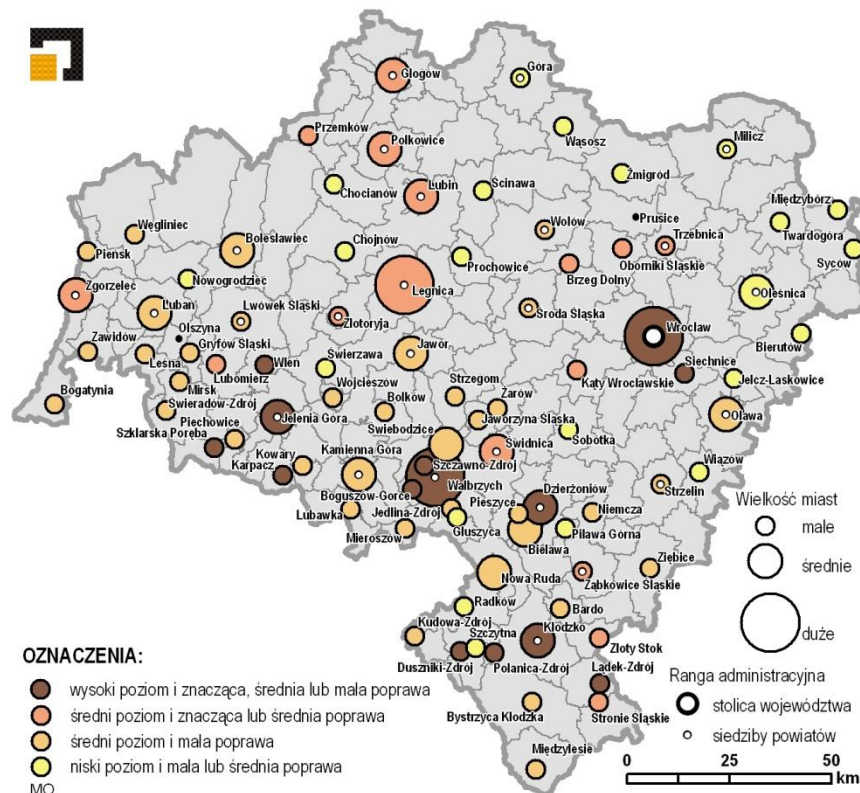 Głogów
Góra
Przemków
Polkowice
Wąsosz
Milicz
Żmigród
Chocianów
Lubin
Ścinawa
Międzybórz
Prusice
Węgliniec
Wołów
Trzebnica
Twardogóra
Bolesławiec
Chojnów
Pieńsk
Prochowice
Oborniki Śląskie
Syców
Nowogrodziec
Brzeg Dolny
Zgorzelec
Legnica
Oleśnica
Lubań
Lwówek Śląski
Środa Śląska
Złotoryja
Wrocław
Olszyna
Zawidów
Gryfów Śląski
Bierutów
Leśna
Wleń
Świerzawa
Jawor
Siechnice
Lubomierz
Kąty Wrocławskie
Jelcz-Laskowice
Mirsk
Wojcieszów
Strzegom
Bogatynia
Świeradów-Zdrój
Bolków
Żarów
Piechowice
Jelenia Góra
Jaworzyna Śląska
Oława
Szklarska Poręba
Świebodzice
Sobótka
Kowary
Kamienna Góra
Świdnica
Karpacz
Szczawno-Zdrój
Wiązów
Wałbrzych
Boguszów-Gorce
Pieszyce
Dzierżoniów
Strzelin
Lubawka
Jedlina-Zdrój
Niemcza
Mieroszów
Głuszyca
Piława Górna
Bielawa
Ziębice
Nowa Ruda
Ząbkowice Śląskie
Radków
Bardo
Kudowa-Zdrój
Szczytna
Kłodzko
Złoty Stok
Duszniki-Zdrój
Polanica-Zdrój
Lądek-Zdrój
Bystrzyca Kłodzka
Stronie Śląskie
Międzylesie
Wielkość miast
małe
średnie
duże
Ranga administracyjna
stolica województwa
siedziby powiatów
0 25 50
km
OZNACZENIA:
wysoki poziom i znacząca, średnia lub mała poprawa
średni poziom i znacząca lub średnia poprawa
średni poziom i mała poprawa
niski poziom i mała lub średnia poprawa
MO